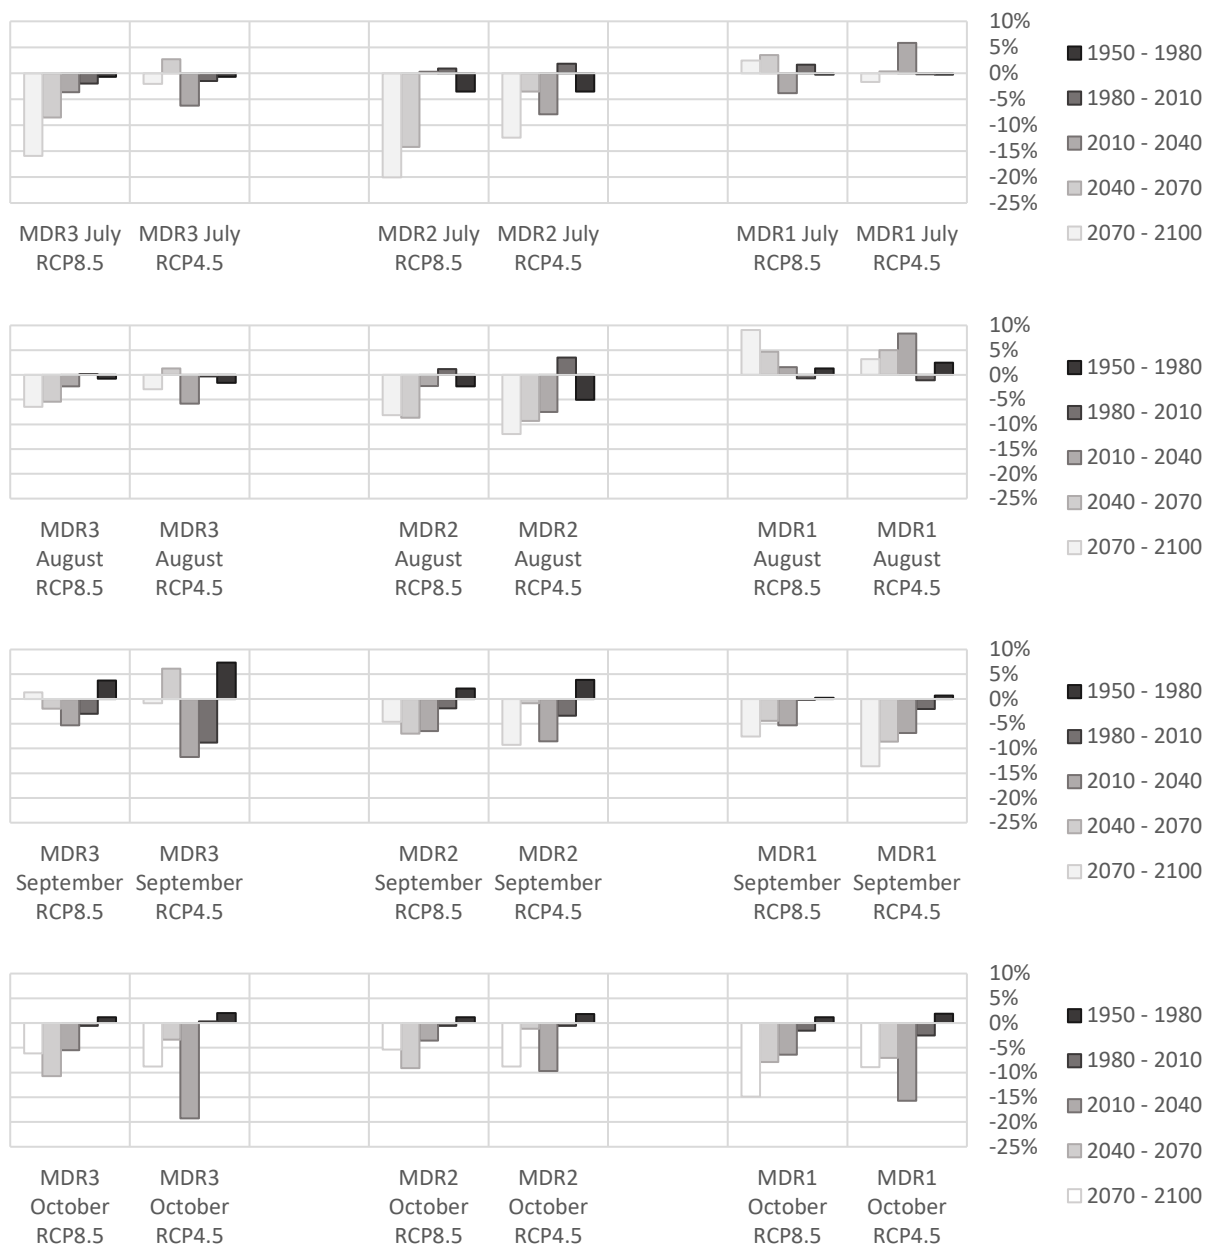 10%
5%
0%
-5%
-10%
-15%
-20%
-25%
1950 - 1980
1980 - 2010
2010 - 2040
2040 - 2070
2070 - 2100
MDR3 July
RCP8.5
MDR3 July
RCP4.5
MDR2 July
RCP8.5
MDR2 July
RCP4.5
MDR1 July
RCP8.5
MDR1 July
RCP4.5
10%
5%
0%
-5%
-10%
-15%
-20%
-25%
1950 - 1980
1980 - 2010
2010 - 2040
2040 - 2070
2070 - 2100
MDR3
August
RCP8.5
MDR3
August
RCP4.5
MDR2
August
RCP8.5
MDR2
August
RCP4.5
MDR1
August
RCP8.5
MDR1
August
RCP4.5
10%
5%
0%
-5%
-10%
-15%
-20%
-25%
1950 - 1980
1980 - 2010
2010 - 2040
2040 - 2070
2070 - 2100
MDR3
September
RCP8.5
MDR3
September
RCP4.5
MDR2
September
RCP8.5
MDR2
September
RCP4.5
MDR1
September
RCP8.5
MDR1
September
RCP4.5
10%
5%
0%
-5%
-10%
-15%
-20%
-25%
1950 - 1980
1980 - 2010
2010 - 2040
2040 - 2070
2070 - 2100
MDR3
October
RCP8.5
MDR3
October
RCP4.5
MDR2
October
RCP8.5
MDR2
October
RCP4.5
MDR1
October
RCP8.5
MDR1
October
RCP4.5